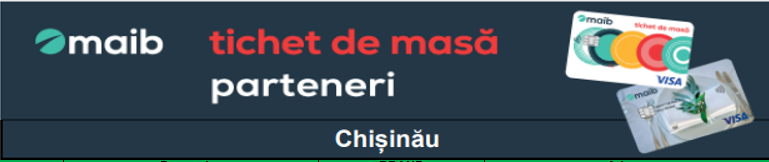 maib
tichet de masă
parteneri
maib
tichet de masă
VISA
maib
VISA
Chișinău